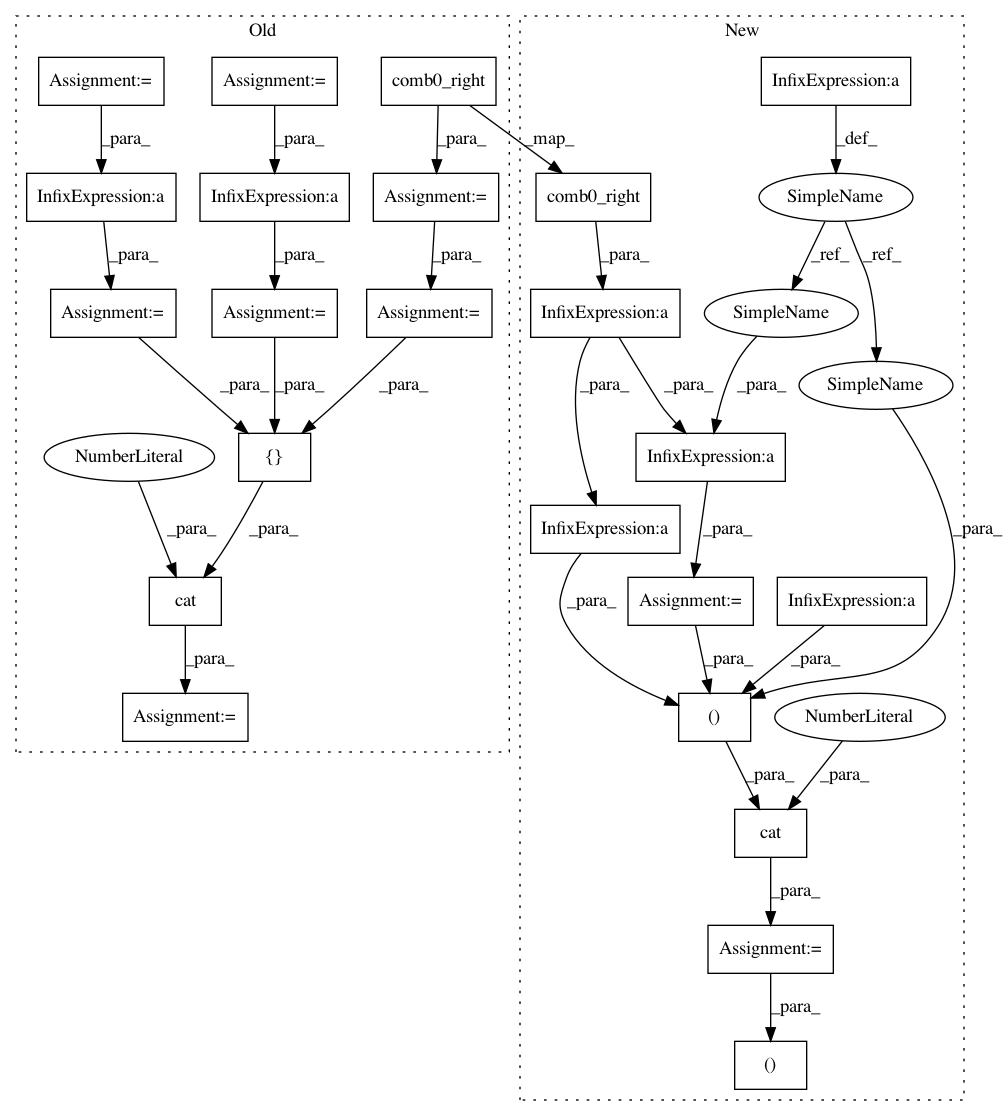 Old
New
Assignment:=
Assignment:=
comb0_right
InfixExpression:a
_para_
_para_
_para_
_map_
_def_
InfixExpression:a
InfixExpression:a
Assignment:=
comb0_right
SimpleName
_para_
_para_
_para_
_para_
_ref_
_ref_
Assignment:=
Assignment:=
Assignment:=
InfixExpression:a
SimpleName
_para_
_para_
_para_
_para_
_para_
_para_
SimpleName
NumberLiteral
{}
InfixExpression:a
_para_
_para_
InfixExpression:a
_para_
_para_
cat
_para_
Assignment:=
InfixExpression:a
_para_
_para_
_para_
Assignment:=
()
NumberLiteral
_para_
_para_
cat
_para_
Assignment:=
_para_
()